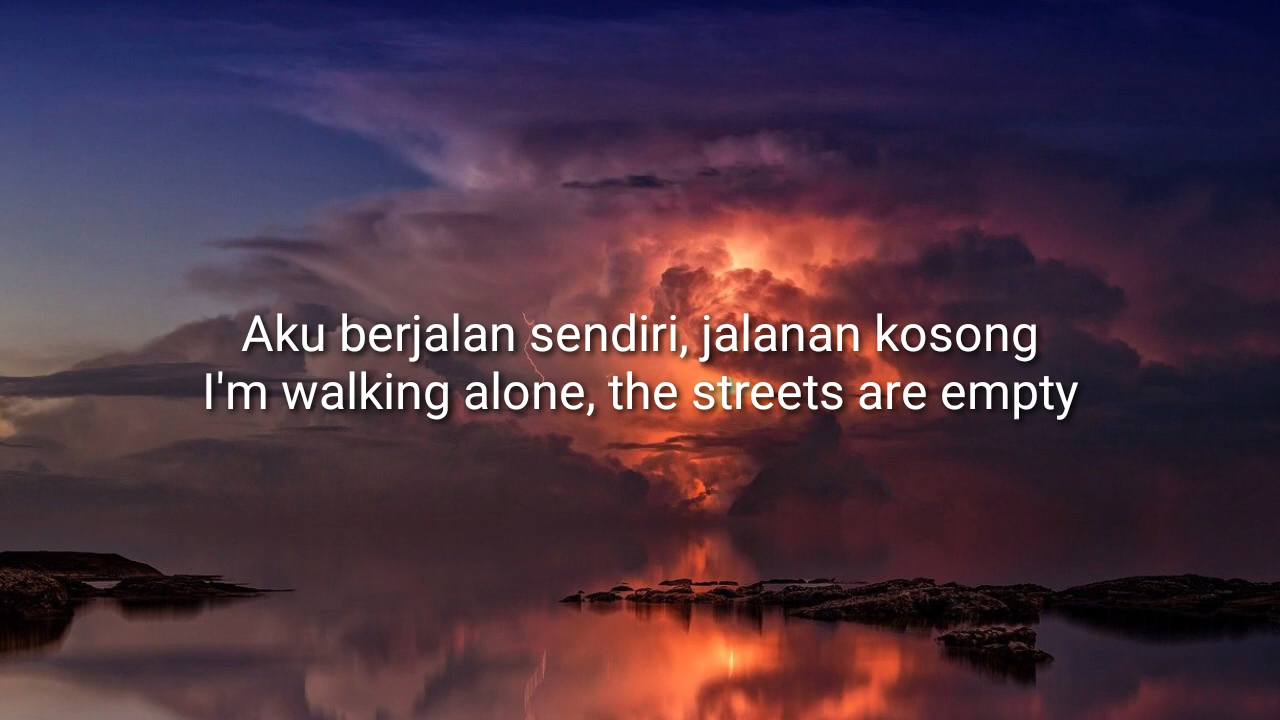 Aku berjalan sendiri, jalanan kosong
I'm walking alone, the streets are empty